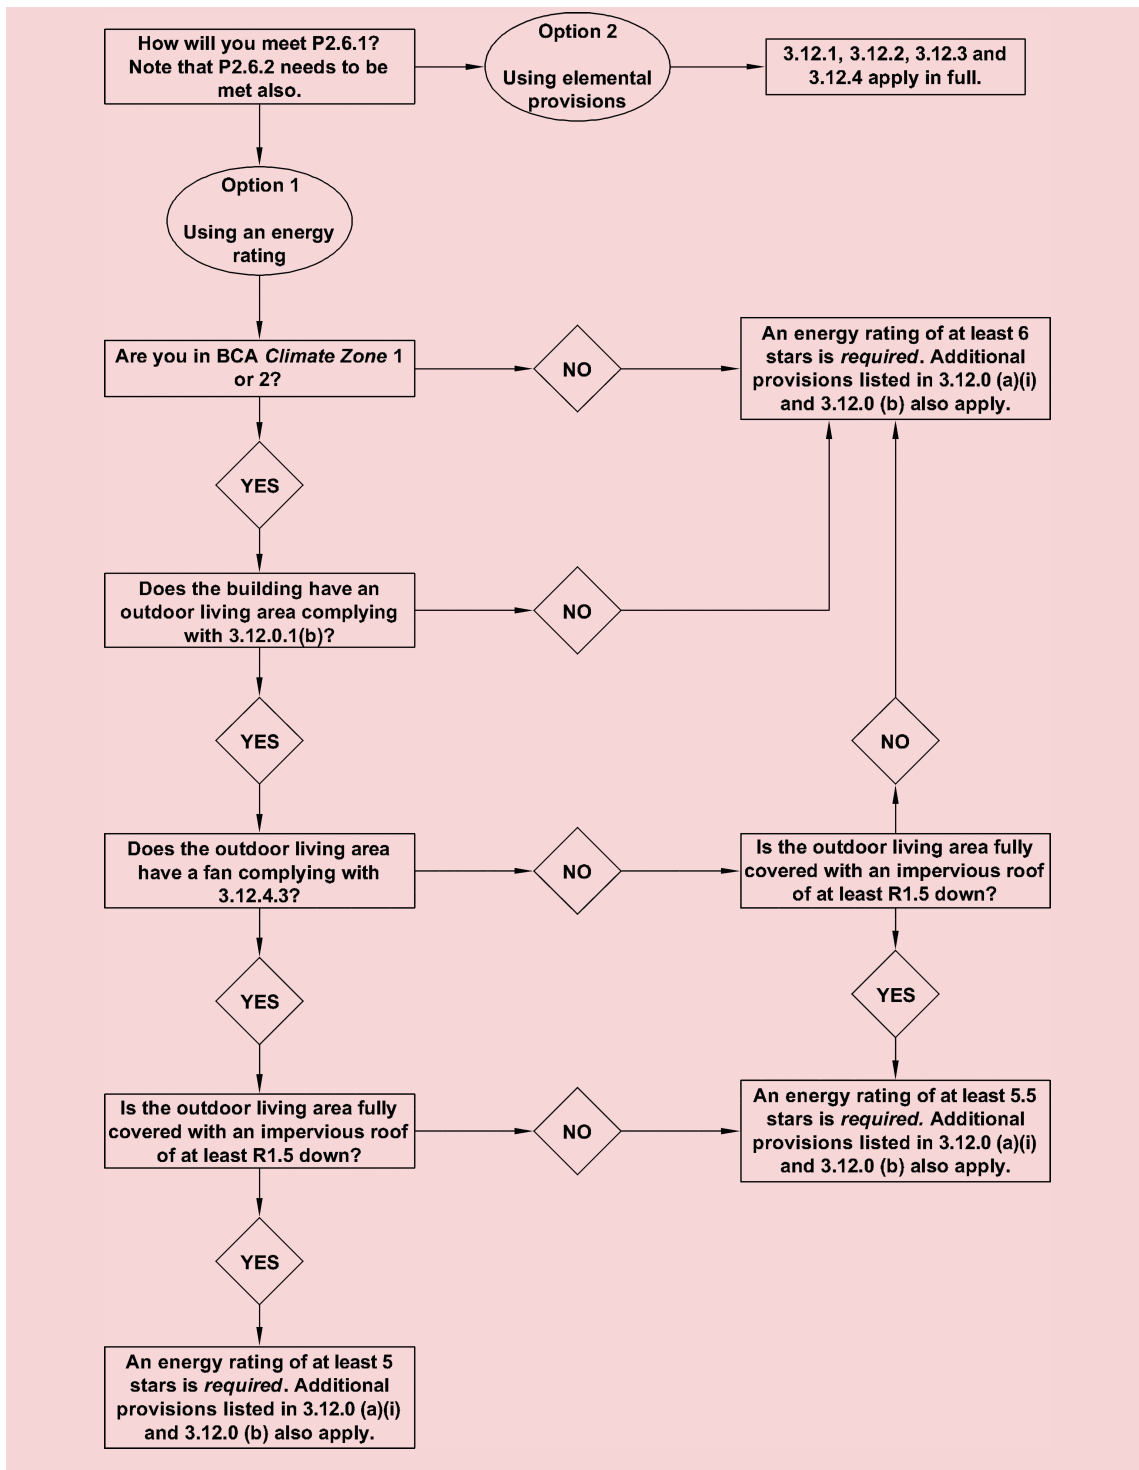 How will you meet P2.6.1?
Note that P2.6.2 needs to be
met also.
Option 2
Using elemental
provisions
3.12.1, 3.12.2, 3.12.3 and
3.12.4 apply in full.
Option 1
Using an energy
rating
Are you in BCA Climate Zone 1
or 2?
NO
An energy rating of at least 6
stars is required. Additional
provisions listed in 3.12.0 (a)(i)
and 3.12.0 (b) also apply.
YES
Does the building have an
outdoor living area complying
with 3.12.0.1(b)?
NO
YES
NO
Does the outdoor living area
have a fan complying with
3.12.4.3?
NO
Is the outdoor living area fully
covered with an impervious roof
of at least R1.5 down?
YES
YES
Is the outdoor living area fully
covered with an impervious roof
of at least R1.5 down?
NO
An energy rating of at least 5.5
stars is required. Additional
provisions listed in 3.12.0 (a)(i)
and 3.12.0 (b) also apply.
YES
An energy rating of at least 5
stars is required. Additional
provisions listed in 3.12.0 (a)(i)
and 3.12.0 (b) also apply.